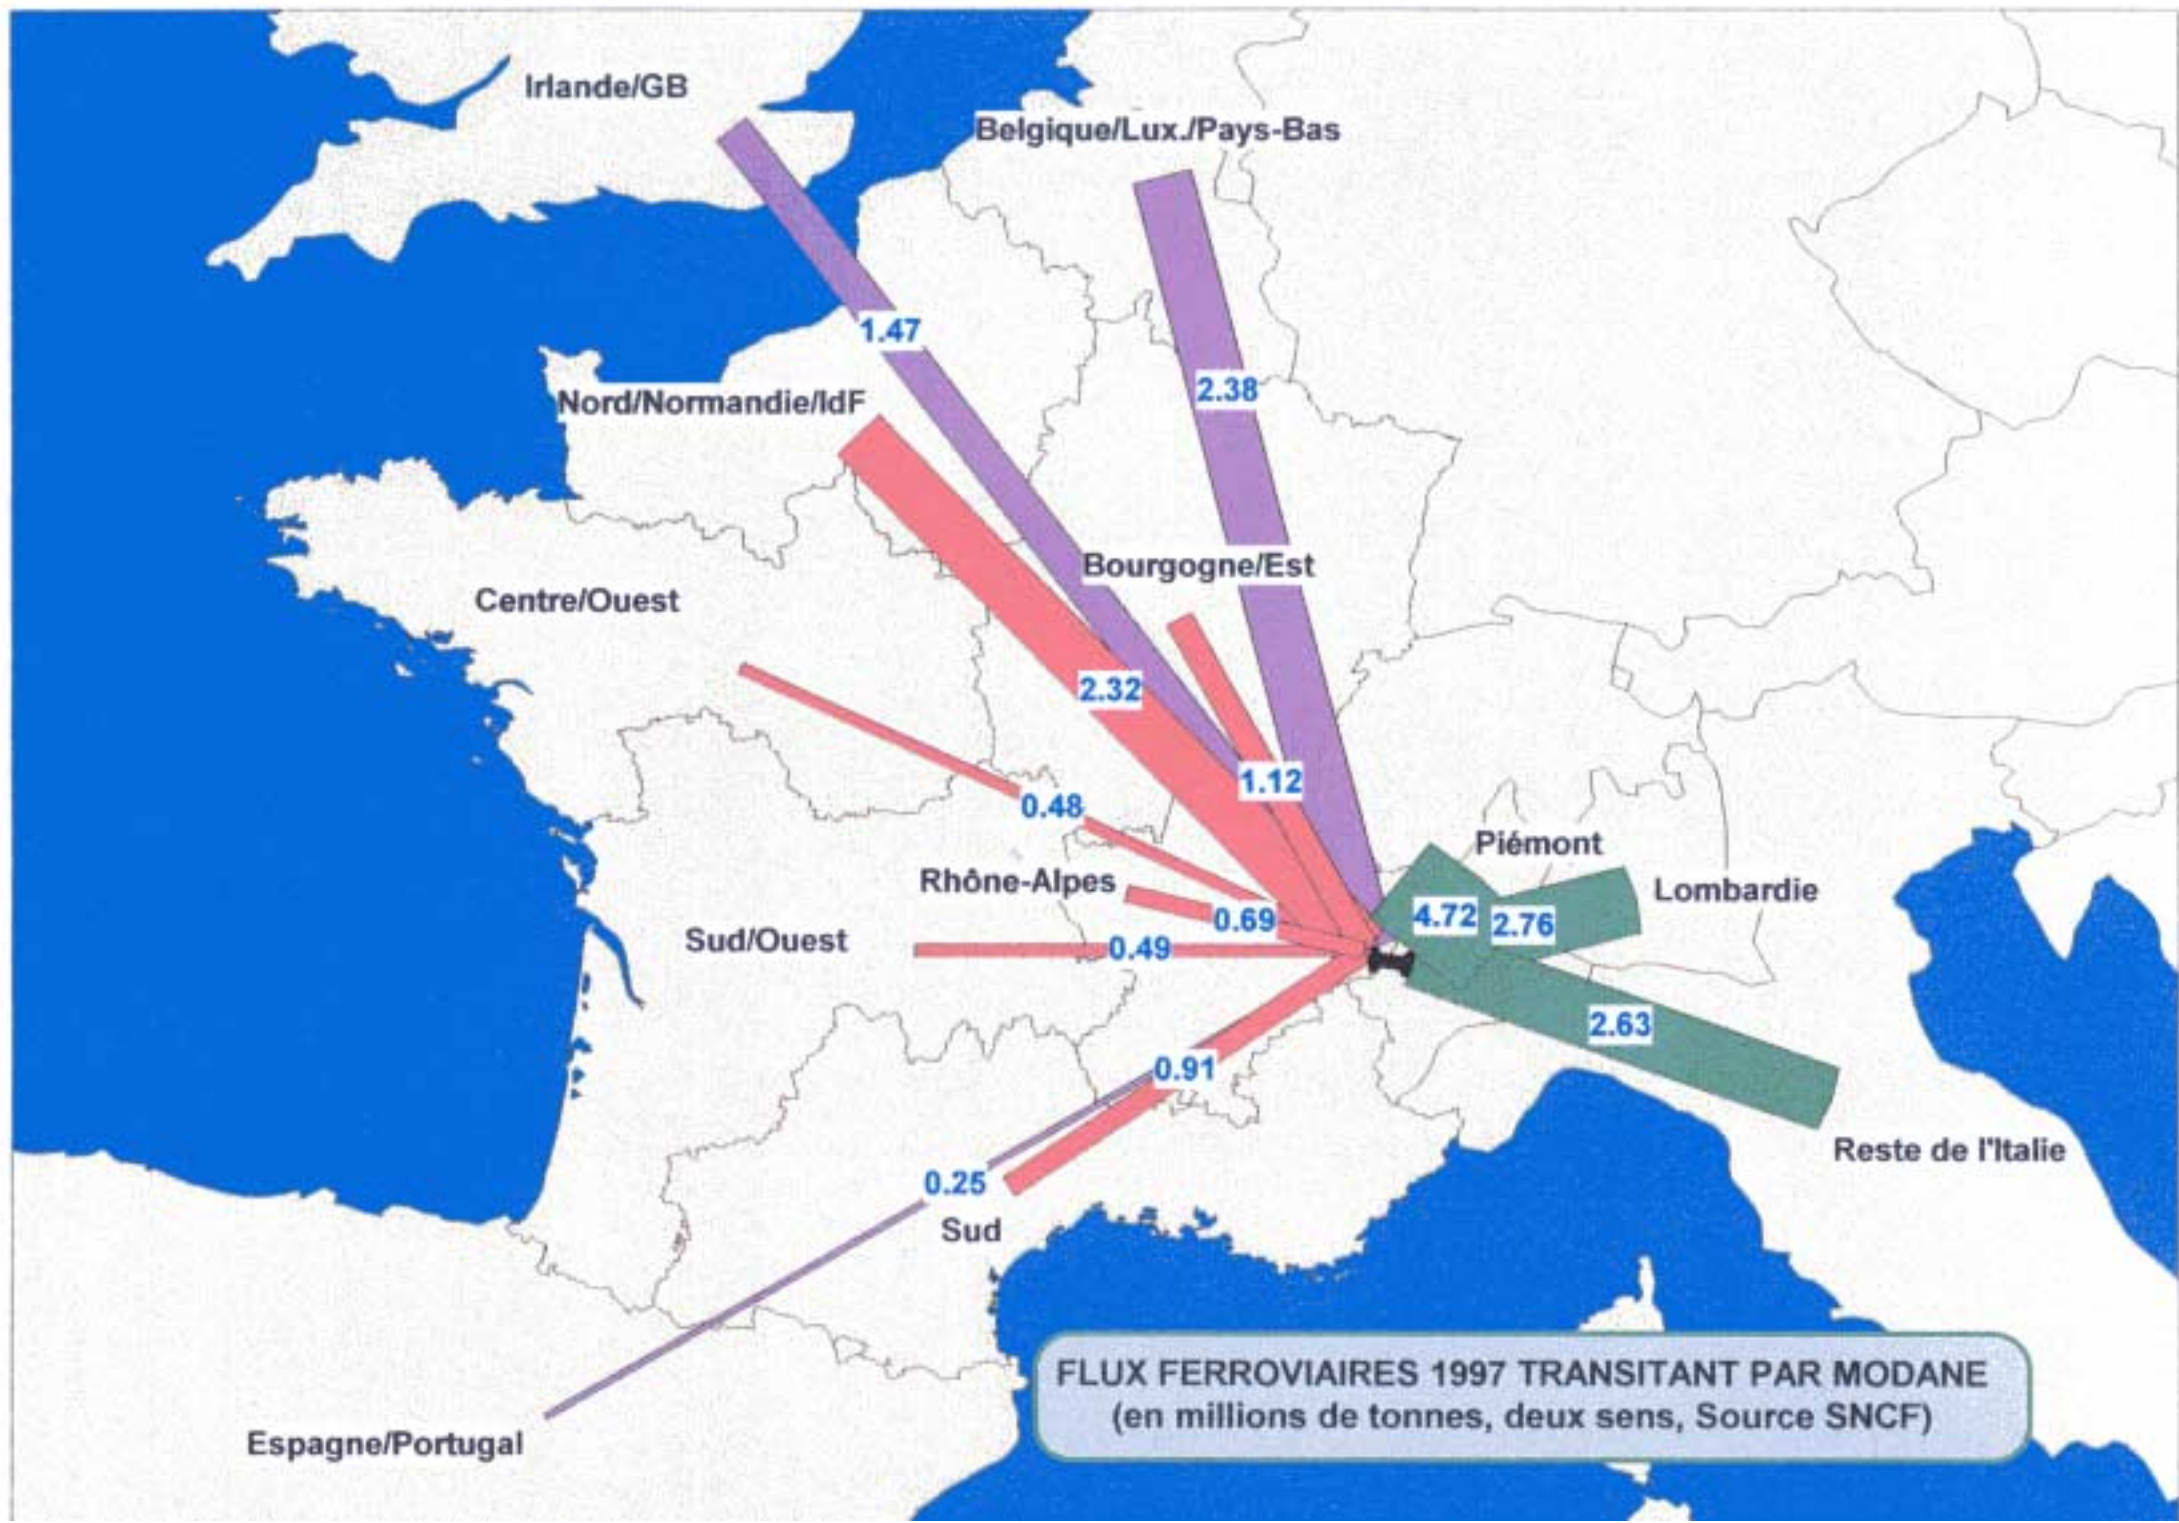 Irlande/GB
Belgique/Lux./Pays-Bas
1.47
2.38
Nord/Normandie/IdF
Bourgogne/Est
Centre/Ouest
2.32
1.12
0.48
Piémont
Rhône-Alpes
Lombardie
0.69
4.72
2.76
Sud/Ouest
0.49
2.63
0.91
Reste de l'Italie
0.25
Sud
FLUX FERROVIAIRES 1997 TRANSITANT PAR MODANE
(en millions de tonnes, deux sens, Source SNCF)
Espagne/Portugal